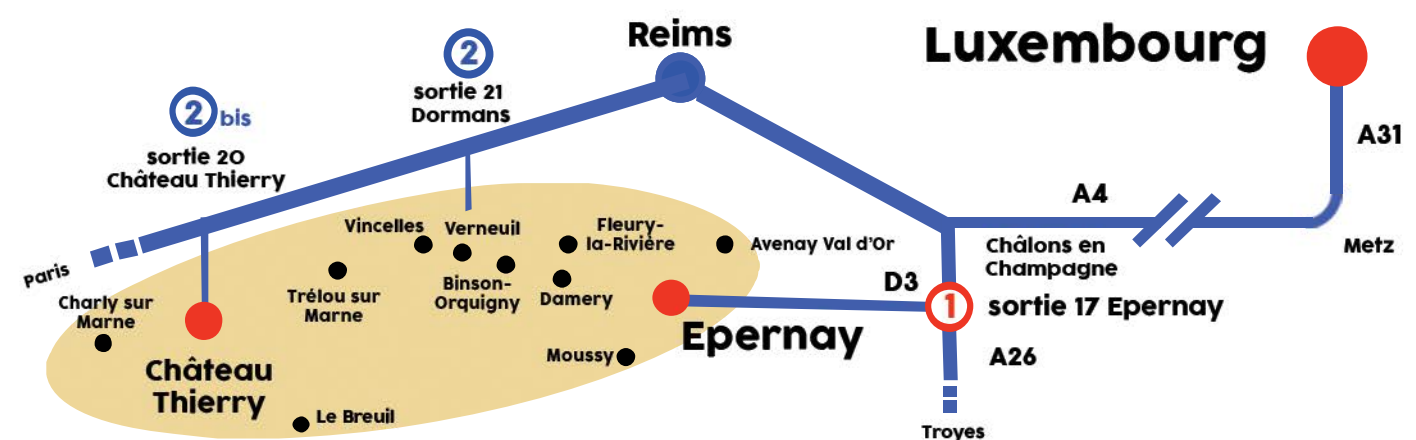 Reims
Luxembourg
2
sortie 21
Dormans
2 bis
sortie 20
Château Thierry
A31
A4
Vincelles
Verneuil
Fleury-
la-Rivière
Avenay Val d'Or
Châlons en
Champagne
Metz
Paris
Charly sur
Marne
Trélou sur
Marne
Binson-
Orquigny
Damery
D3
1
sortie 17 Epernay
Epernay
Moussy
A26
Château
Thierry
Le Breuil
Troyes